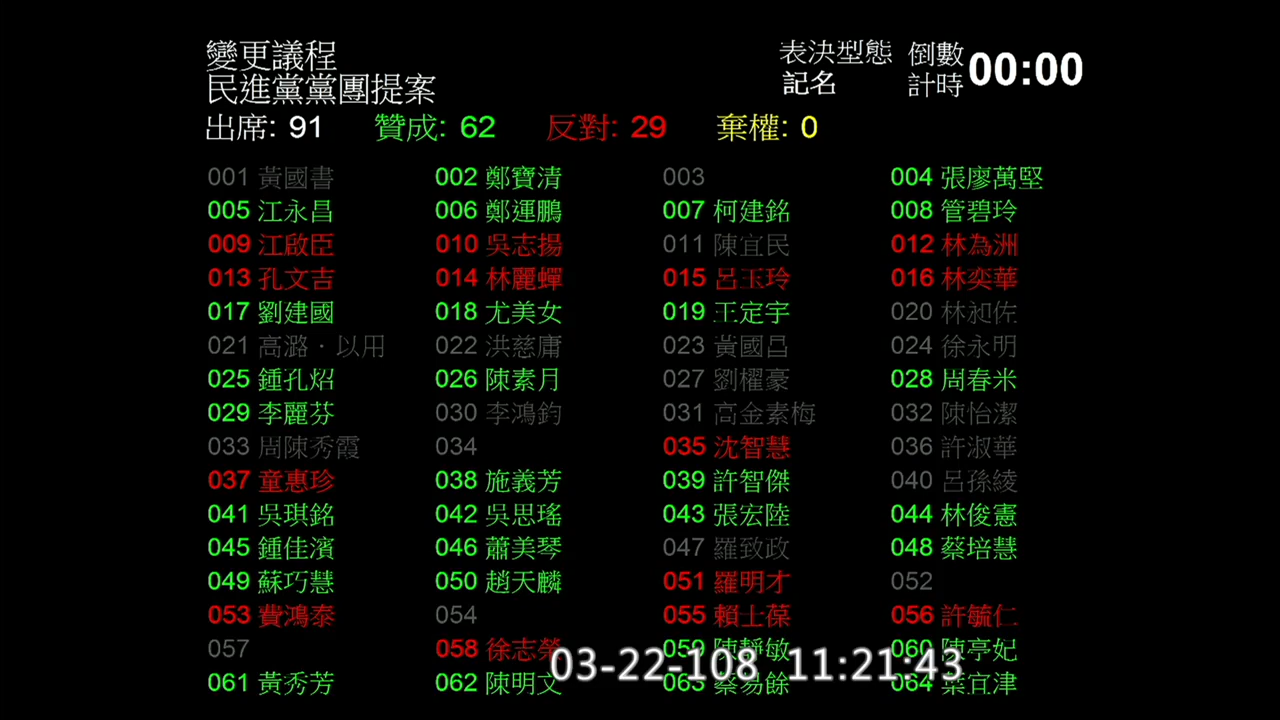 變更議程
民進黨黨團提案
表決型態 記名
倒數計時 00:00
出席: 91 贊成: 62 反對: 29 棄權: 0
001 黃國書 002 鄭寶清 003 004 張廖萬堅
005 江永昌 006 鄭運鵬 007 柯建銘 008 管碧玲
009 江啟臣 010 吳志揚 011 陳宜民 012 林為洲
013 孔文吉 014 林麗蟬 015 呂玉玲 016 林奕華
017 劉建國 018 尤美女 019 王定宇 020 林昶佐
021 高潞．以用 022 洪慈庸 023 黃國昌 024 徐永明
025 鍾孔炤 026 陳素月 027 劉櫂豪 028 周春米
029 李麗芬 030 李鴻鈞 031 高金素梅 032 陳怡潔
033 周陳秀霞 034 035 沈智慧 036 許淑華
037 童惠珍 038 施義芳 039 許智傑 040 呂孫綾
041 吳琪銘 042 吳思瑤 043 張宏陸 044 林俊憲
045 鍾佳濱 046 蕭美琴 047 羅致政 048 蔡培慧
049 蘇巧慧 050 趙天麟 051 羅明才 052
053 費鴻泰 054 055 賴士葆 056 許毓仁
057 058 徐志榮 059 陳靜敏 060 陳亭妃
061 黃秀芳 062 陳明文 063 蔡易餘 064 葉宜津
03-22-108 11:21:43